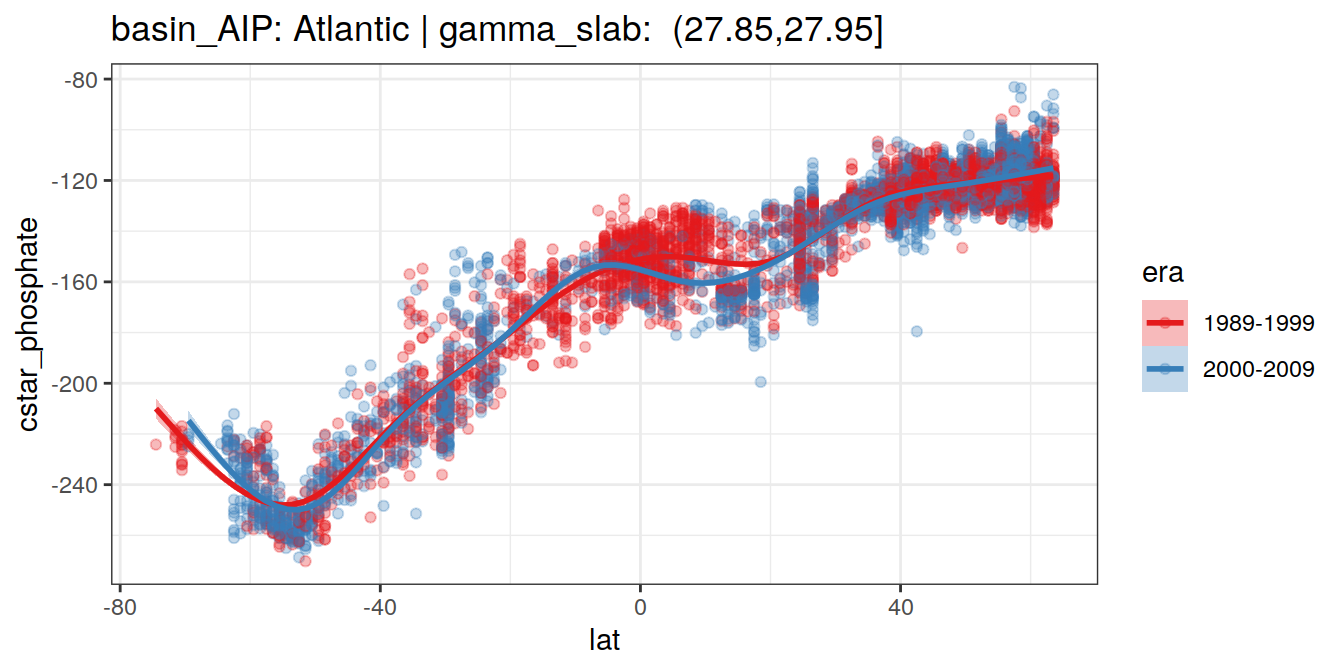 basin_AIP: Atlantic | gamma_slab:  (27.85,27.95]
-80
-120
-160
-200
-240
cstar_phosphate
-80
-40
0
40
lat
era
1989-1999
2000-2009